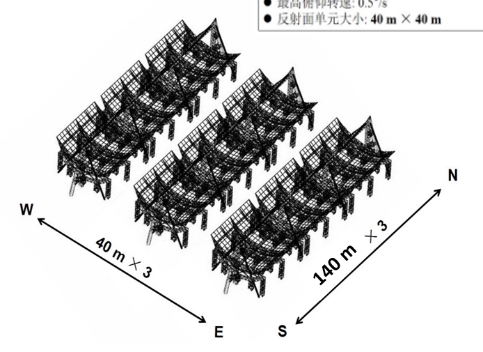 ● 最高俯仰转速: 0.5°/s
● 反射面单元大小: 40 m × 40 m
N
W
40 m × 3
140 m × 3
E
S